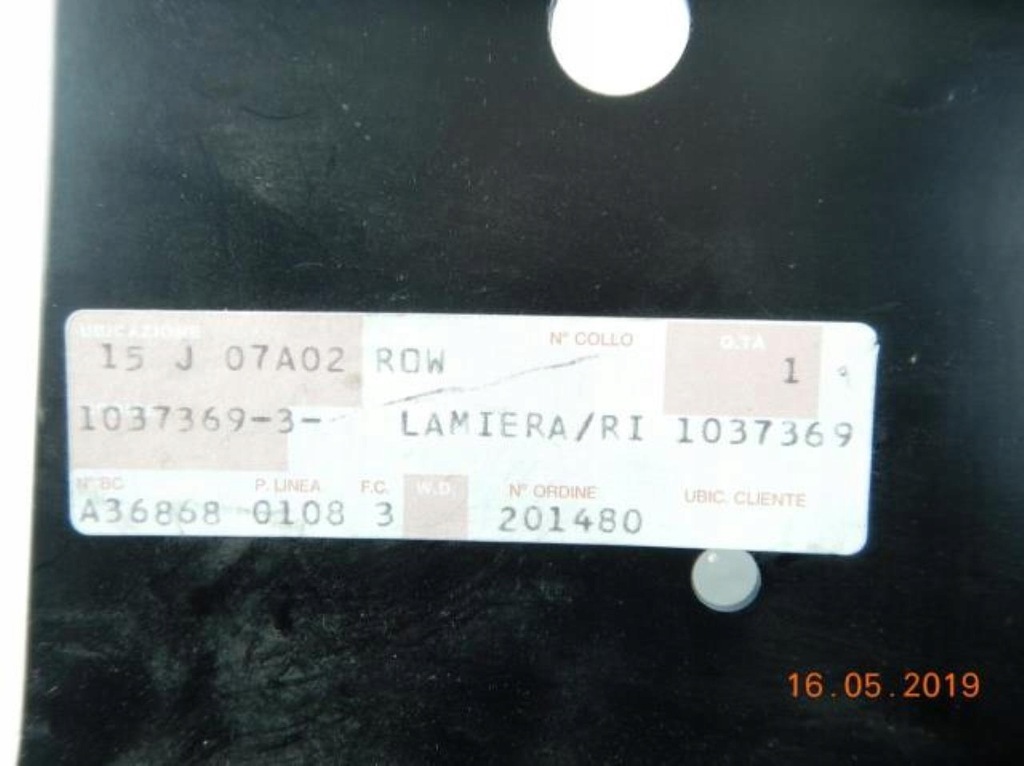 UBICAZIONE N° COLLO Q.TÀ
15 J 07A02 ROW 1
1037369-3- LAMIERA/RI 1037369
N° BC P. LINEA F.C. W.D. N° ORDINE UBIC. CLIENTE
A36868 0108 3 201480
16.05.2019